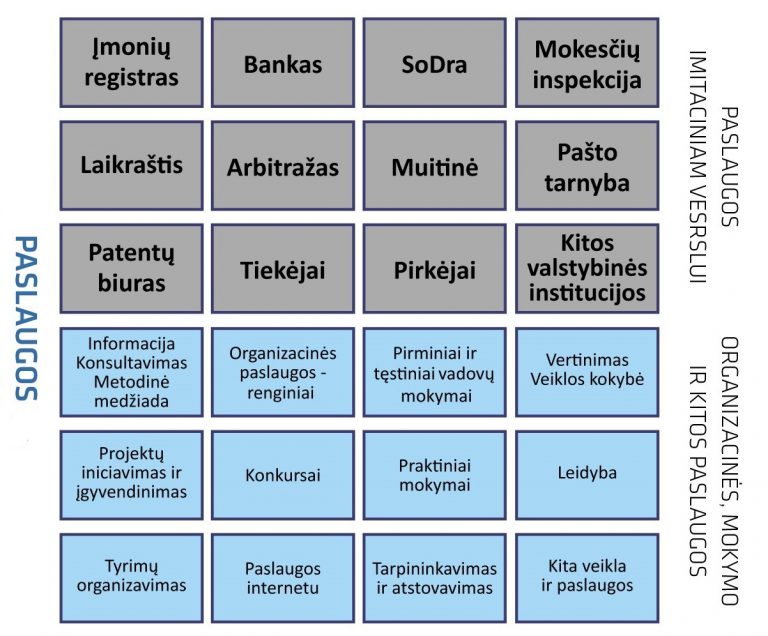 PASLAUGOS
Įmonių
registras
Bankas
SoDra
Mokesčių
inspekcija
Laikraštis
Arbitražas
Muitinė
Pašto
tarnyba
Patentų
biuras
Tiekėjai
Pirkėjai
Kitos
valstybinės
institucijos
PASLAUGOS
IMITACINIAM VESRSLUI
Informacija
Konsultavimas
Metodinė
medžiada
Organizacinės
paslaugos -
renginiai
Pirminiai ir
tęstiniai vadovų
mokymai
Vertinimas
Veiklos kokybė
Projektų
iniciavimas ir
įgyvendinimas
Konkursai
Praktiniai
mokymai
Leidyba
Tyrimų
organizavimas
Paslaugos
internetu
Tarpininkavimas
ir atstovavimas
Kita veikla
ir paslaugos
ORGANIZACINĖS, MOKYMO
IR KITOS PASLAUGOS